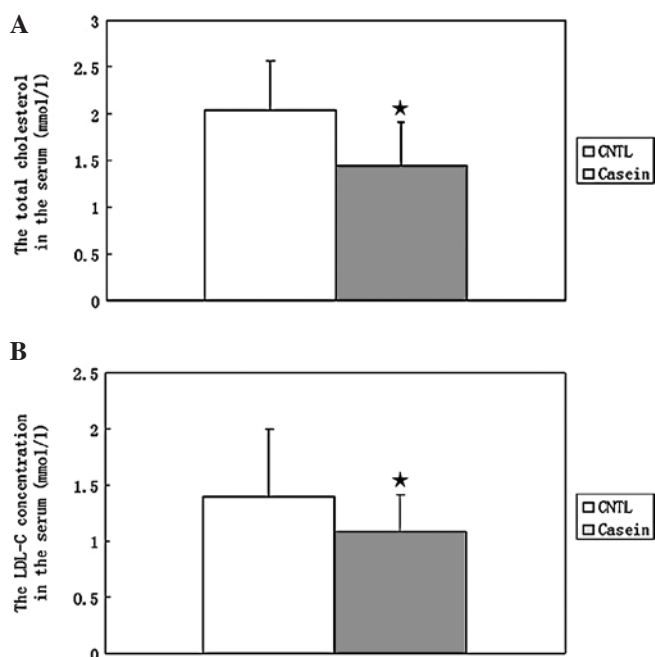 A
The total cholesterol
in the serum (mmol/l)
3
2.5
2
1.5
1
0.5
0
★
CNTL
Casein
B
The LDL-C concentration
in the serum (mmol/l)
2.5
2
1.5
1
0.5
0
★
CNTL
Casein